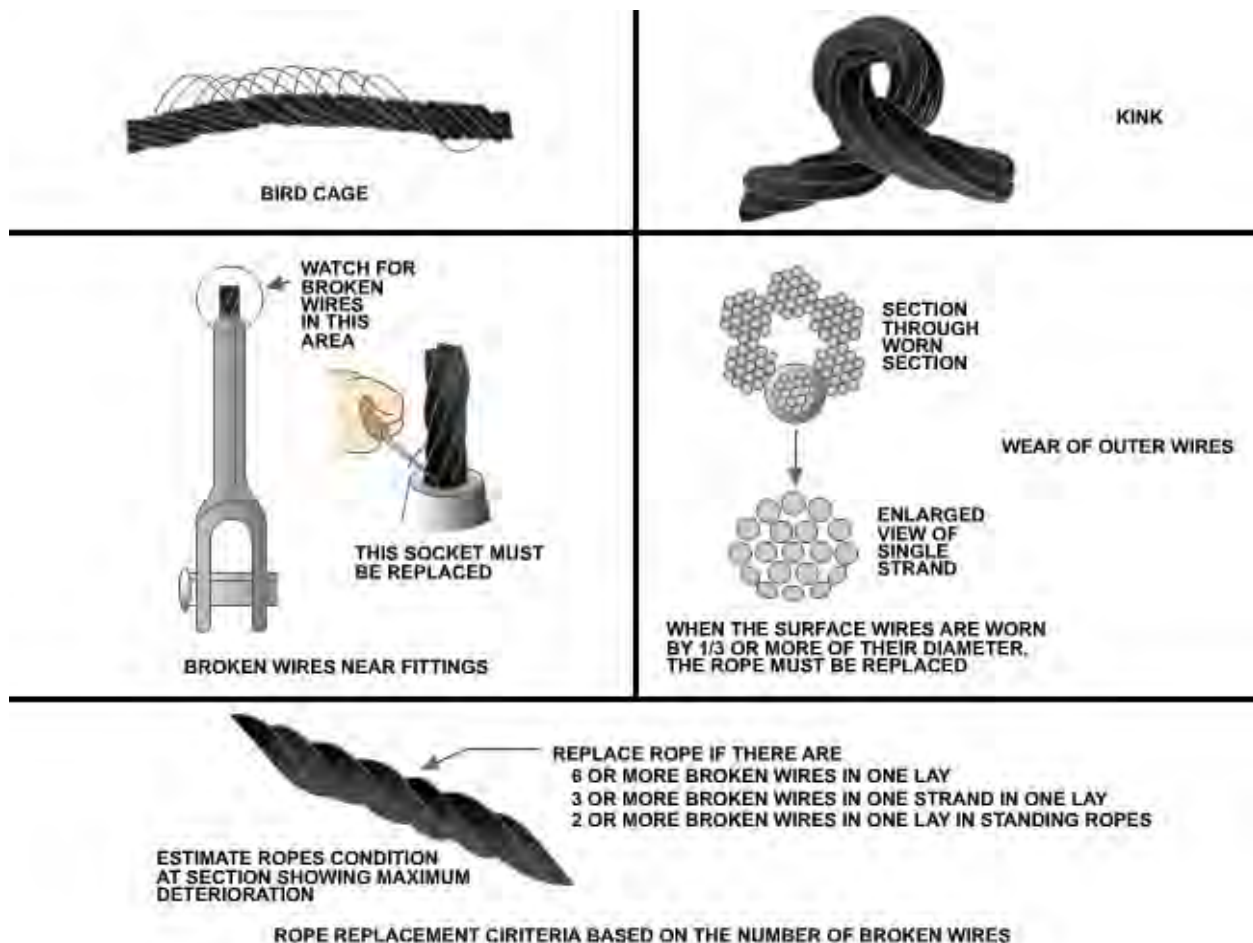 BIRD CAGE
KINK
WATCH FOR
BROKEN
WIRES
IN THIS
AREA
THIS SOCKET MUST
BE REPLACED
BROKEN WIRES NEAR FITTINGS
SECTION
THROUGH
WORN
SECTION
WEAR OF OUTER WIRES
ENLARGED
VIEW OF
SINGLE
STRAND
WHEN THE SURFACE WIRES ARE WORN
BY 1/3 OR MORE OF THEIR DIAMETER,
THE ROPE MUST BE REPLACED
REPLACE ROPE IF THERE ARE
6 OR MORE BROKEN WIRES IN ONE LAY
3 OR MORE BROKEN WIRES IN ONE STRAND IN ONE LAY
2 OR MORE BROKEN WIRES IN ONE LAY IN STANDING ROPES
ESTIMATE ROPES CONDITION
AT SECTION SHOWING MAXIMUM
DETERIORATION
ROPE REPLACEMENT CIRITERIA BASED ON THE NUMBER OF BROKEN WIRES